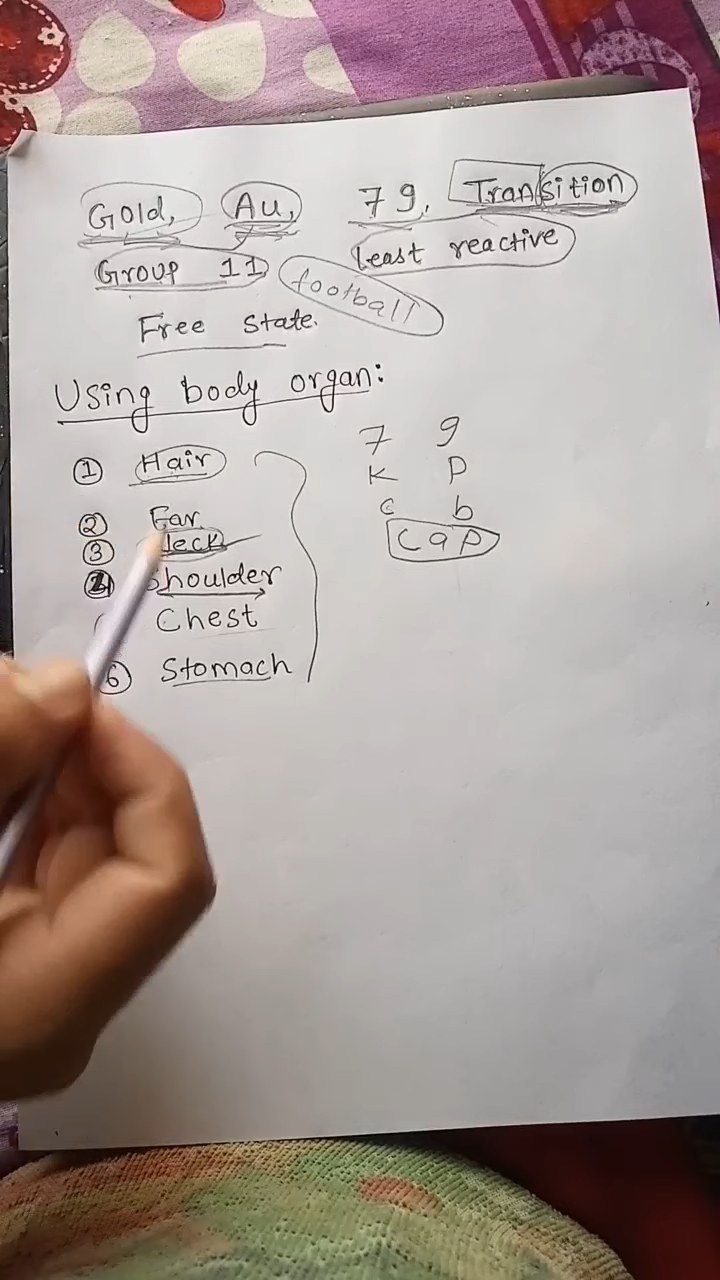 Gold, Au, 79, Transition
Group 11 least reactive
football
Free state.
Using body organ:
① Hair
② Ear
③ Neck
Shoulder
Chest
⑥ Stomach
7 9
K P
c b
Cap